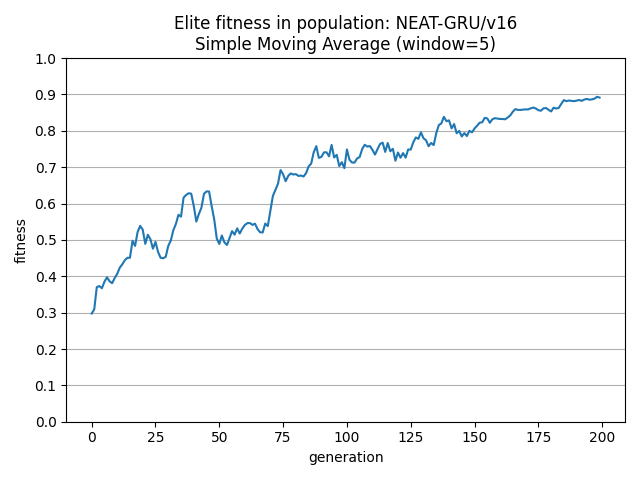 Elite fitness in population: NEAT-GRU/v16
Simple Moving Average (window=5)
1.0
0.9
0.8
0.7
0.6
0.5
0.4
0.3
0.2
0.1
0.0
fitness
0 25 50 75 100 125 150 175 200
generation